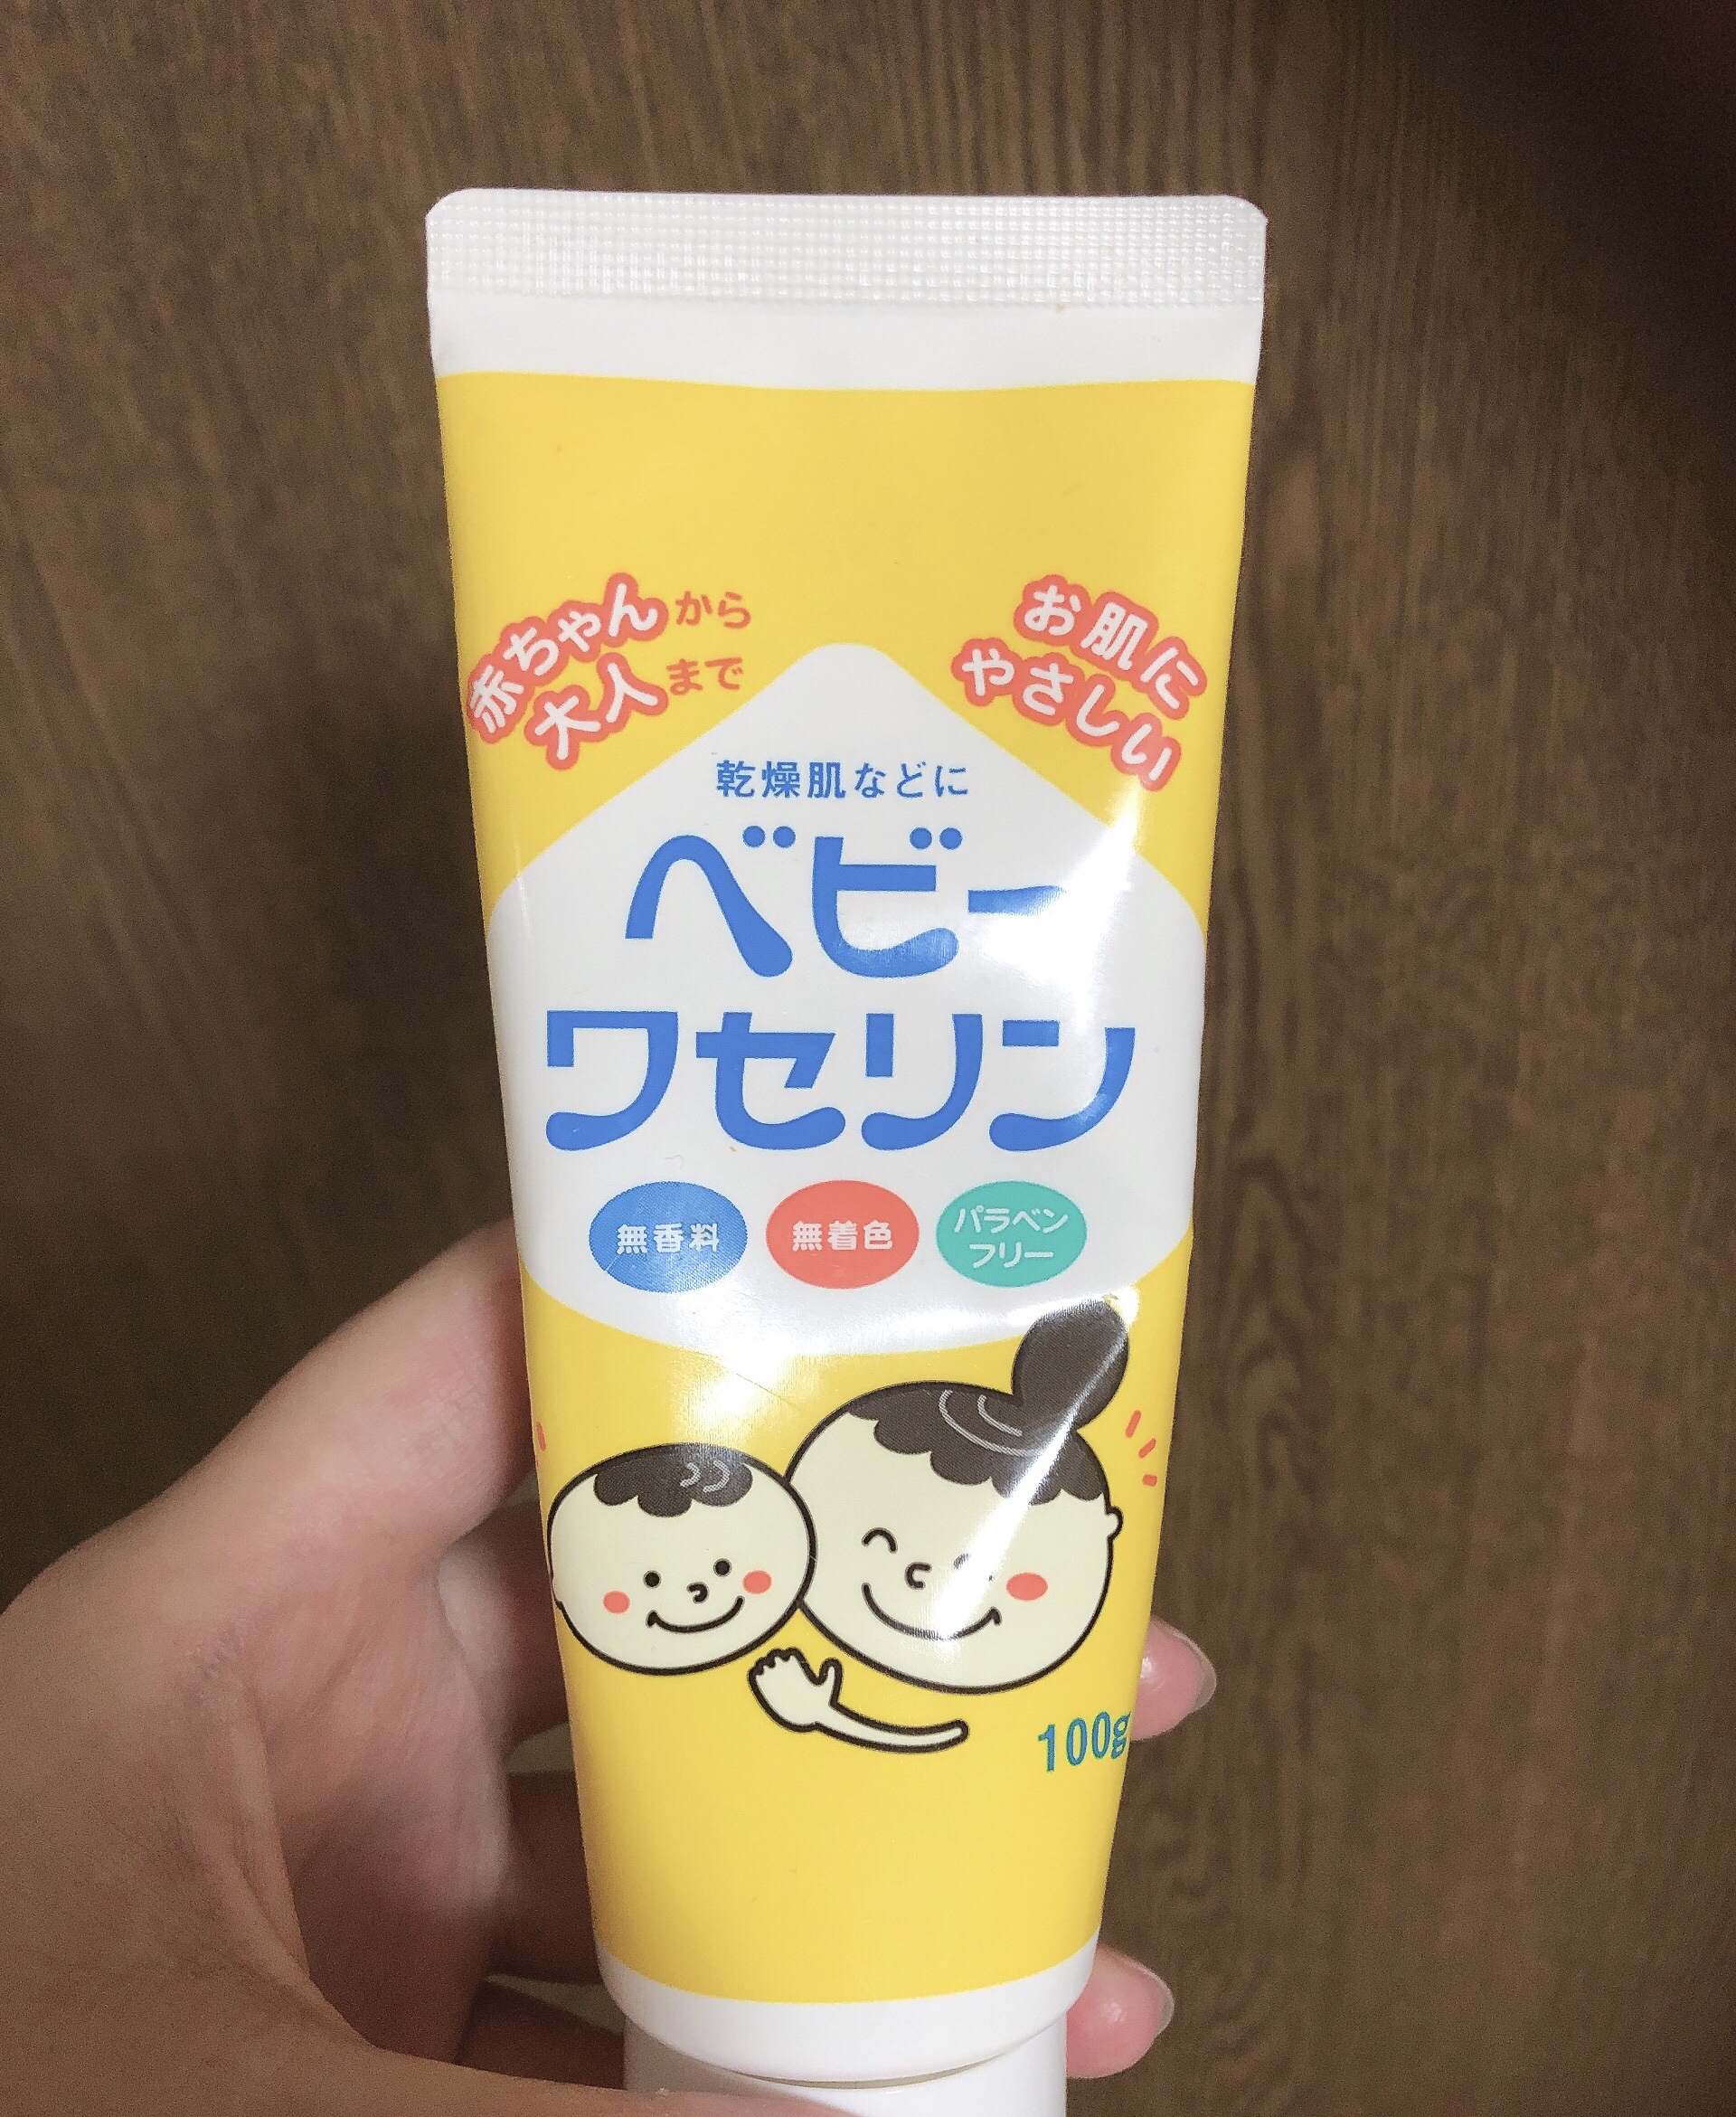 赤ちゃんから
大人まで
お肌に
やさしい
乾燥肌などに
ベビー
ワセリン
無香料
無着色
パラベン
フリー
100g